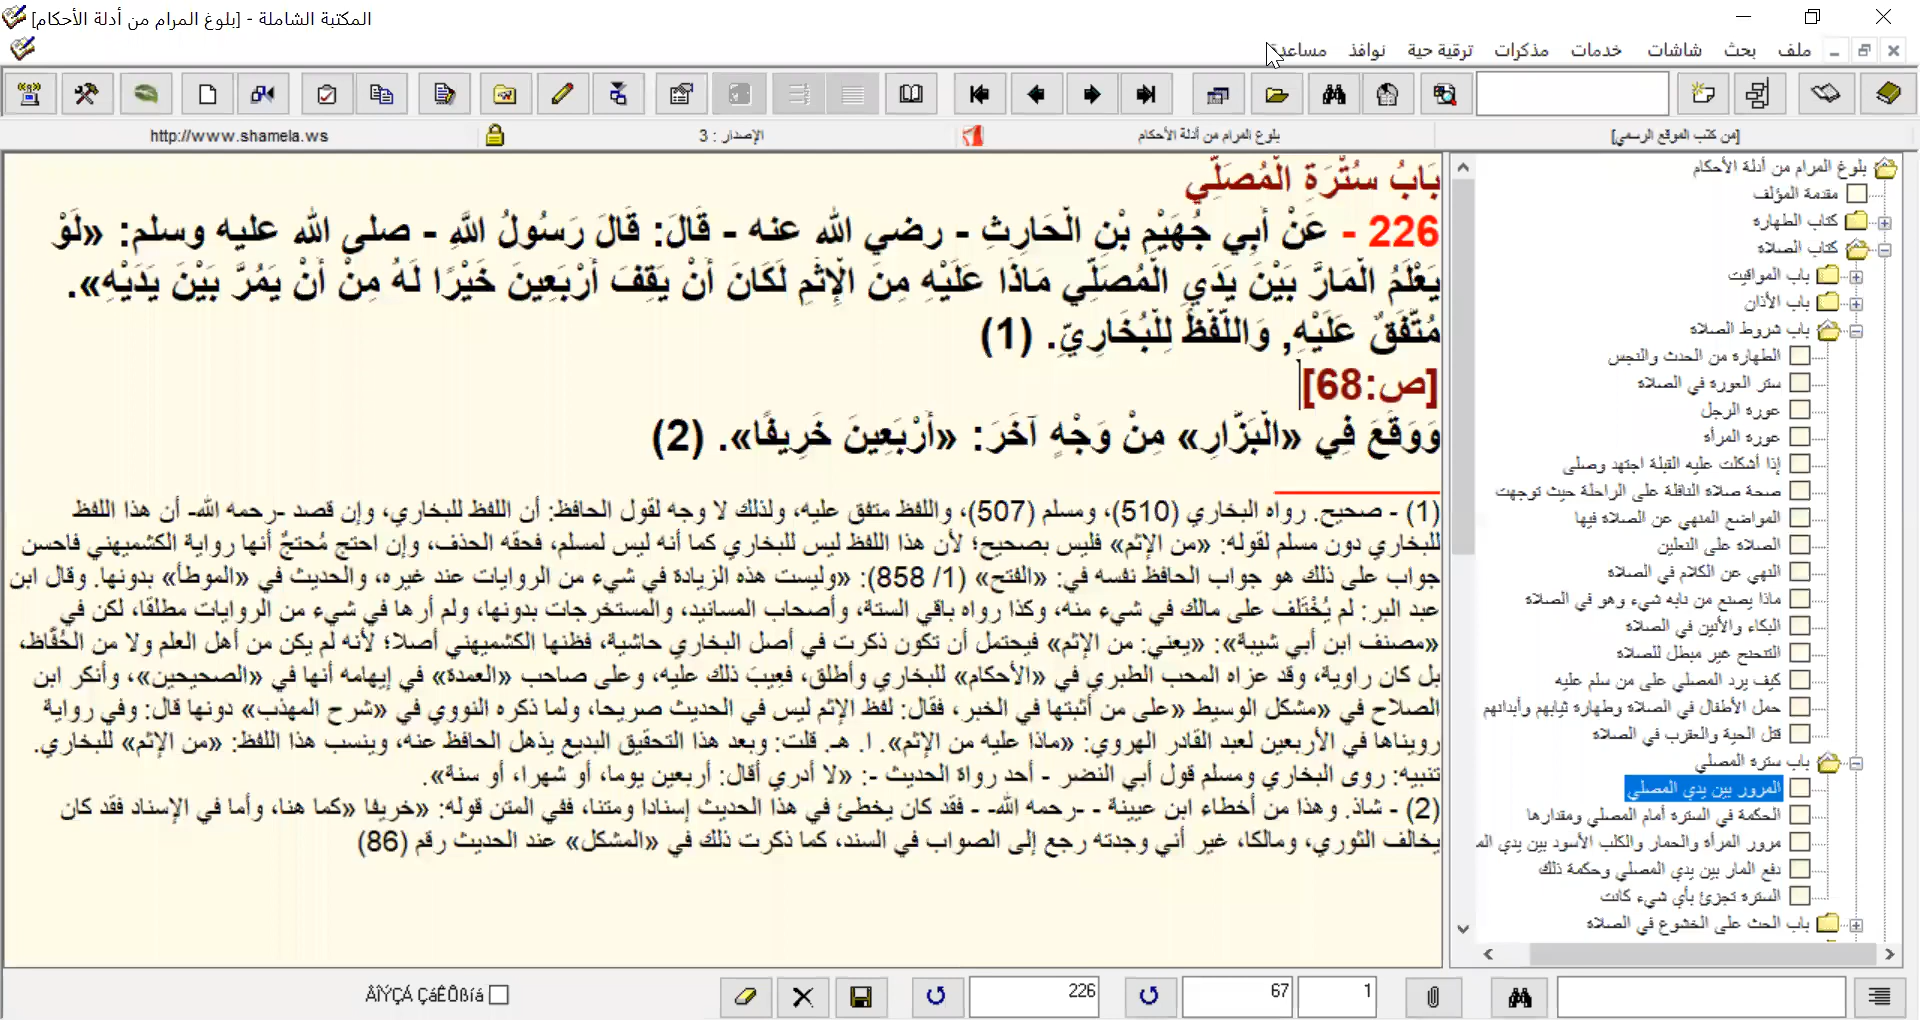 المكتبة الشاملة - [بلوغ المرام من أدلة الأحكام]
ملف بحث شاشات خدمات مذكرات ترقية حية نوافذ مساعدة
[من كتب الموقع الرسمي]
بلوغ المرام من أدلة الأحكام
الإصدار : 3
http://www.shamela.ws
بَابُ سُتْرَةِ الْمُصَلِّي
226 - عَنْ أَبِي جُهَيْمِ بْنِ الْحَارِثِ - رضي الله عنه - قَالَ: قَالَ رَسُولُ اللَّهِ - صلى الله عليه وسلم: «لَوْ
يَعْلَمُ الْمَارُّ بَيْنَ يَدَيِ الْمُصَلِّي مَاذَا عَلَيْهِ مِنَ الْإِثْمِ لَكَانَ أَنْ يَقِفَ أَرْبَعِينَ خَيْرًا لَهُ مِنْ أَنْ يَمُرَّ بَيْنَ يَدَيْهِ».
مُتَّفَقٌ عَلَيْهِ, وَاللَّفْظُ لِلْبُخَارِيِّ. (1)
[ص:68]
وَوَقَعَ فِي «الْبَزَّارِ» مِنْ وَجْهٍ آخَرَ: «أَرْبَعِينَ خَرِيفًا». (2)
(1) - صحيح. رواه البخاري (510)، ومسلم (507)، واللفظ متفق عليه، ولذلك لا وجه لقول الحافظ: أن اللفظ للبخاري، وإن قصد -رحمه الله- أن هذا اللفظ
للبخاري دون مسلم لقوله: «من الإثم» فليس بصحيح؛ لأن هذا اللفظ ليس للبخاري كما أنه ليس لمسلم، فحقه الحذف، وإن احتج مُحتجٌ أنها رواية الكشميهني فاحسن
جواب على ذلك هو جواب الحافظ نفسه في: «الفتح» (1/ 858): «وليست هذه الزيادة في شيء من الروايات عند غيره، والحديث في «الموطأ» بدونها. وقال ابن
عبد البر: لم يُخْتَلف على مالك في شيء منه، وكذا رواه باقي الستة، وأصحاب المسانيد، والمستخرجات بدونها، ولم أرها في شيء من الروايات مطلقًا، لكن في
«مصنف ابن أبي شيبة»: «يعني: من الإثم» فيحتمل أن تكون ذكرت في أصل البخاري حاشية، فظنها الكشميهني أصلا؛ لأنه لم يكن من أهل العلم ولا من الحُفَّاظ،
بل كان راوية، وقد عزاه المحب الطبري في «الأحكام» للبخاري وأطلق، فعِيبَ ذلك عليه، وعلى صاحب «العمدة» في إيهامه أنها في «الصحيحين»، وأنكر ابن
الصلاح في «مشكل الوسيط «على من أثبتها في الخبر، فقال: لفظ الإثم ليس في الحديث صريحا، ولما ذكره النووي في «شرح المهذب» دونها قال: وفي رواية
رويناها في الأربعين لعبد القادر الهروي: «ماذا عليه من الإثم». ا. هـ. قلت: وبعد هذا التحقيق البديع يذهل الحافظ عنه، وينسب هذا اللفظ: «من الإثم» للبخاري.
تنبيه: روى البخاري ومسلم قول أبي النضر - أحد رواة الحديث -: «لا أدري أقال: أربعين يوما، أو شهرا، أو سنة».
(2) - شاذ. وهذا من أخطاء ابن عيينة - -رحمه الله- - فقد كان يخطئ في هذا الحديث إسنادا ومتنا، ففي المتن قوله: «خريفا «كما هنا، وأما في الإسناد فقد كان
يخالف الثوري، ومالكا، غير أني وجدته رجع إلى الصواب في السند، كما ذكرت ذلك في «المشكل» عند الحديث رقم (86)
بلوغ المرام من أدلة الأحكام
مقدمة المؤلف
كتاب الطهارة
كتاب الصلاة
باب المواقيت
باب الأذان
باب شروط الصلاة
الطهارة من الحدث والنجس
ستر العورة في الصلاة
عورة الرجل
عورة المرأة
إذا أشكلت عليه القبلة اجتهد وصلى
صحة صلاة النافلة على الراحلة حيث توجهت
المواضع المنهي عن الصلاة فيها
الصلاة على النعلين
النهي عن الكلام في الصلاة
ماذا يصنع من نابه شيء وهو في الصلاة
البكاء والأنين في الصلاة
التنحنح غير مبطل للصلاة
كيف يرد المصلي على من سلم عليه
حمل الأطفال في الصلاة وطهارة ثيابهم وأبدانهم
قتل الحية والعقرب في الصلاة
باب سترة المصلي
المرور بين يدي المصلي
الحكمة في السترة أمام المصلي ومقدارها
مرور المرأة والحمار والكلب الأسود بين يدي الم
دفع المار بين يدي المصلي وحكمة ذلك
السترة تجزئ بأي شيء كانت
باب الحث على الخشوع في الصلاة
1 67 226
ÅÎÝÇÁ ÇáÊÔßíá